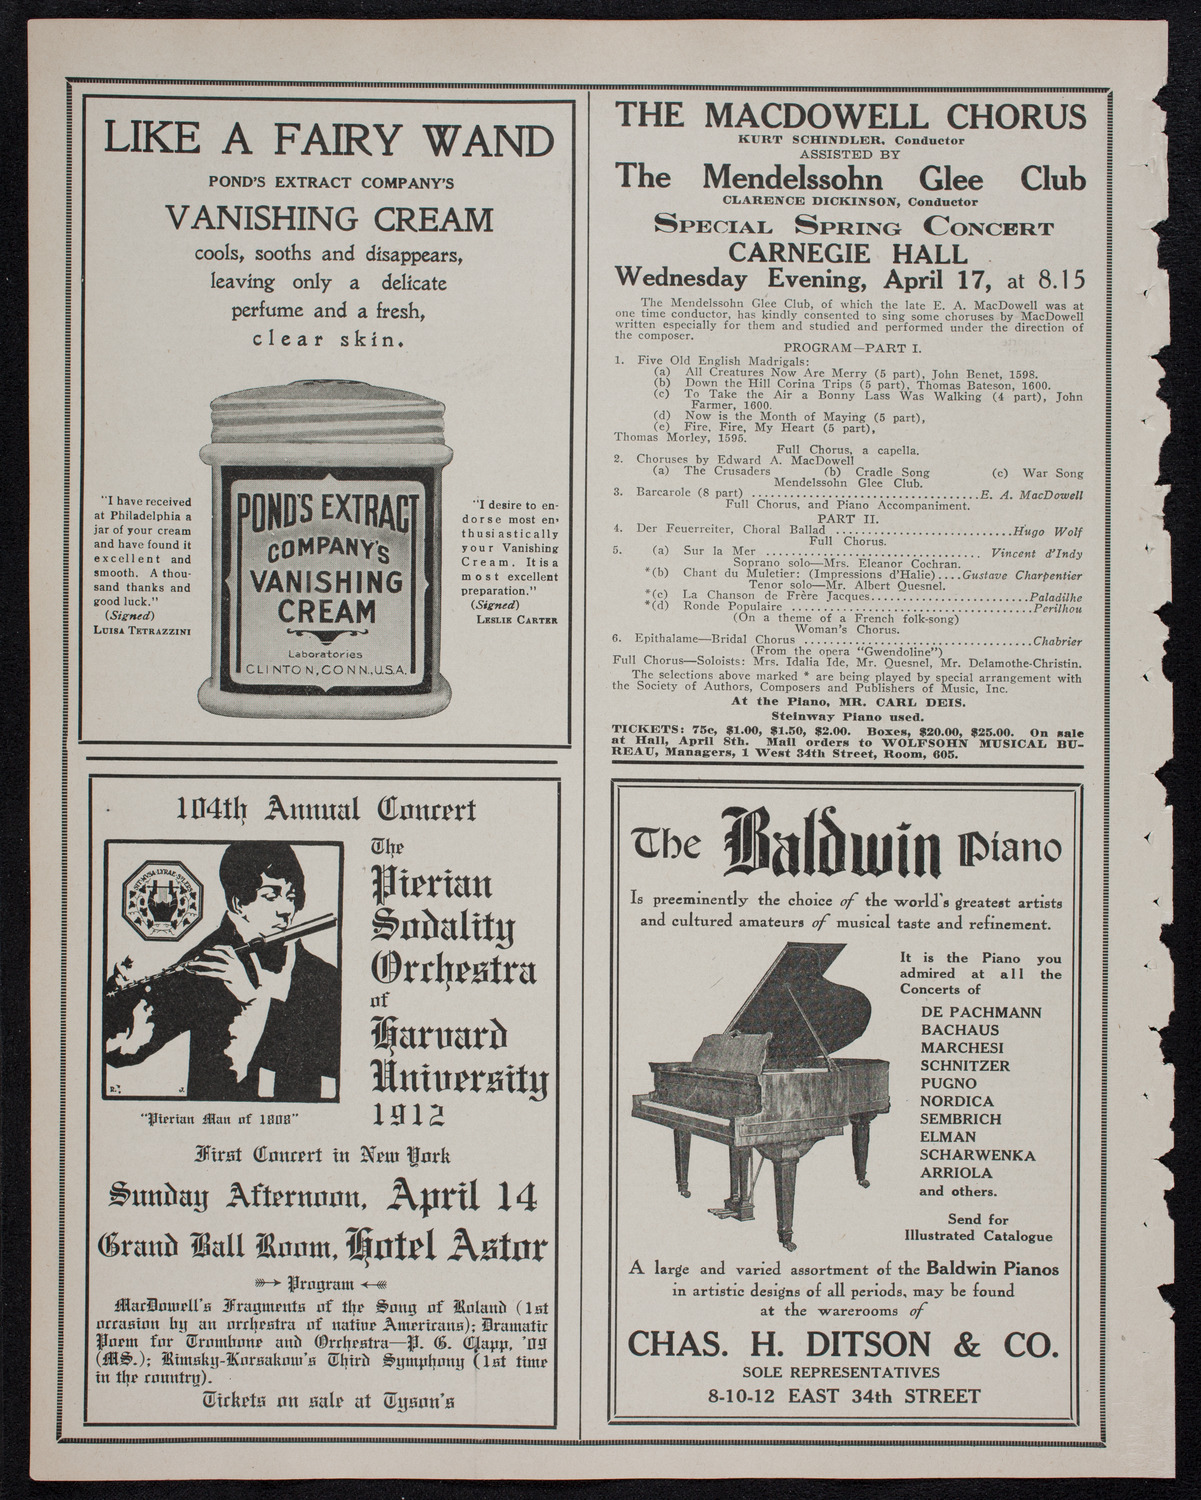 LIKE A FAIRY WAND
POND'S EXTRACT COMPANY'S
VANISHING CREAM
cools, sooths and disappears,
leaving only a delicate
perfume and a fresh,
clear skin.
"I have received
at Philadelphia a
jar of your cream
and have found it
excellent and
smooth. A thou-
sand thanks and
good luck."
(Signed)
LUISA TETRAZZINI
POND'S EXTRACT
COMPANY'S
VANISHING
CREAM
Laboratories
CLINTON, CONN., U.S.A.
"I desire to en-
dorse most en-
thusiastically
your Vanishing
Cream. It is a
most excellent
preparation."
(Signed)
LESLIE CARTER
104th Annual Concert
The
Pierian
Sodality
Orchestra
of
Harvard
University
1912
"Pierian Man of 1808"
First Concert in New York
Sunday Afternoon, April 14
Grand Ball Room, Hotel Astor
Program
MacDowell's Fragments of the Song of Roland (1st
occasion by an orchestra of native Americans); Dramatic
Poem for Trombone and Orchestra—P. G. Clapp, '09
(MS.); Rimsky-Korsakow's Third Symphony (1st time
in the country).
Tickets on sale at Tyson's
THE MACDOWELL CHORUS
KURT SCHINDLER, Conductor
ASSISTED BY
The Mendelssohn Glee Club
CLARENCE DICKINSON, Conductor
SPECIAL SPRING CONCERT
CARNEGIE HALL
Wednesday Evening, April 17, at 8.15
The Mendelssohn Glee Club, of which the late E. A. MacDowell was at
one time conductor, has kindly consented to sing some choruses by MacDowell
written especially for them and studied and performed under the direction of
the composer.
PROGRAM—PART I.
1. Five Old English Madrigals:
(a) All Creatures Now Are Merry (5 part), John Benet, 1598.
(b) Down the Hill Corina Trips (5 part), Thomas Bateson, 1600.
(c) To Take the Air a Bonny Lass Was Walking (4 part), John
Farmer, 1600.
(d) Now is the Month of Maying (5 part),
(e) Fire, Fire, My Heart (5 part),
Thomas Morley, 1595.
Full Chorus, a capella.
2. Choruses by Edward A. MacDowell
(a) The Crusaders (b) Cradle Song (c) War Song
Mendelssohn Glee Club.
3. Barcarole (8 part) ..............................E. A. MacDowell
Full Chorus, and Piano Accompaniment.
PART II.
4. Der Feuerreiter, Choral Ballad ........................Hugo Wolf
Full Chorus.
5. (a) Sur la Mer ............................ Vincent d'Indy
Soprano solo—Mrs. Eleanor Cochran.
*(b) Chant du Muletier: (Impressions d'Halie)....Gustave Charpentier
Tenor solo—Mr. Albert Quesnel.
*(c) La Chanson de Frère Jacques.....................Paladilhe
*(d) Ronde Populaire ................................Perilhou
(On a theme of a French folk-song)
Woman's Chorus.
6. Epithalame—Bridal Chorus ..............................Chabrier
(From the opera "Gwendoline")
Full Chorus—Soloists: Mrs. Idalia Ide, Mr. Quesnel, Mr. Delamothe-Christin.
The selections above marked * are being played by special arrangement with
the Society of Authors, Composers and Publishers of Music, Inc.
At the Piano, MR. CARL DEIS.
Steinway Piano used.
TICKETS: 75c, $1.00, $1.50, $2.00. Boxes, $20.00, $25.00. On sale
at Hall, April 8th. Mail orders to WOLFSOHN MUSICAL BU-
REAU, Managers, 1 West 34th Street, Room, 605.
The Baldwin Piano
Is preeminently the choice of the world's greatest artists
and cultured amateurs of musical taste and refinement.
It is the Piano you
admired at all the
Concerts of
DE PACHMANN
BACHAUS
MARCHESI
SCHNITZER
PUGNO
NORDICA
SEMBRICH
ELMAN
SCHARWENKA
ARRIOLA
and others.
Send for
Illustrated Catalogue
A large and varied assortment of the Baldwin Pianos
in artistic designs of all periods, may be found
at the warerooms of
CHAS. H. DITSON & CO.
SOLE REPRESENTATIVES
8-10-12 EAST 34th STREET